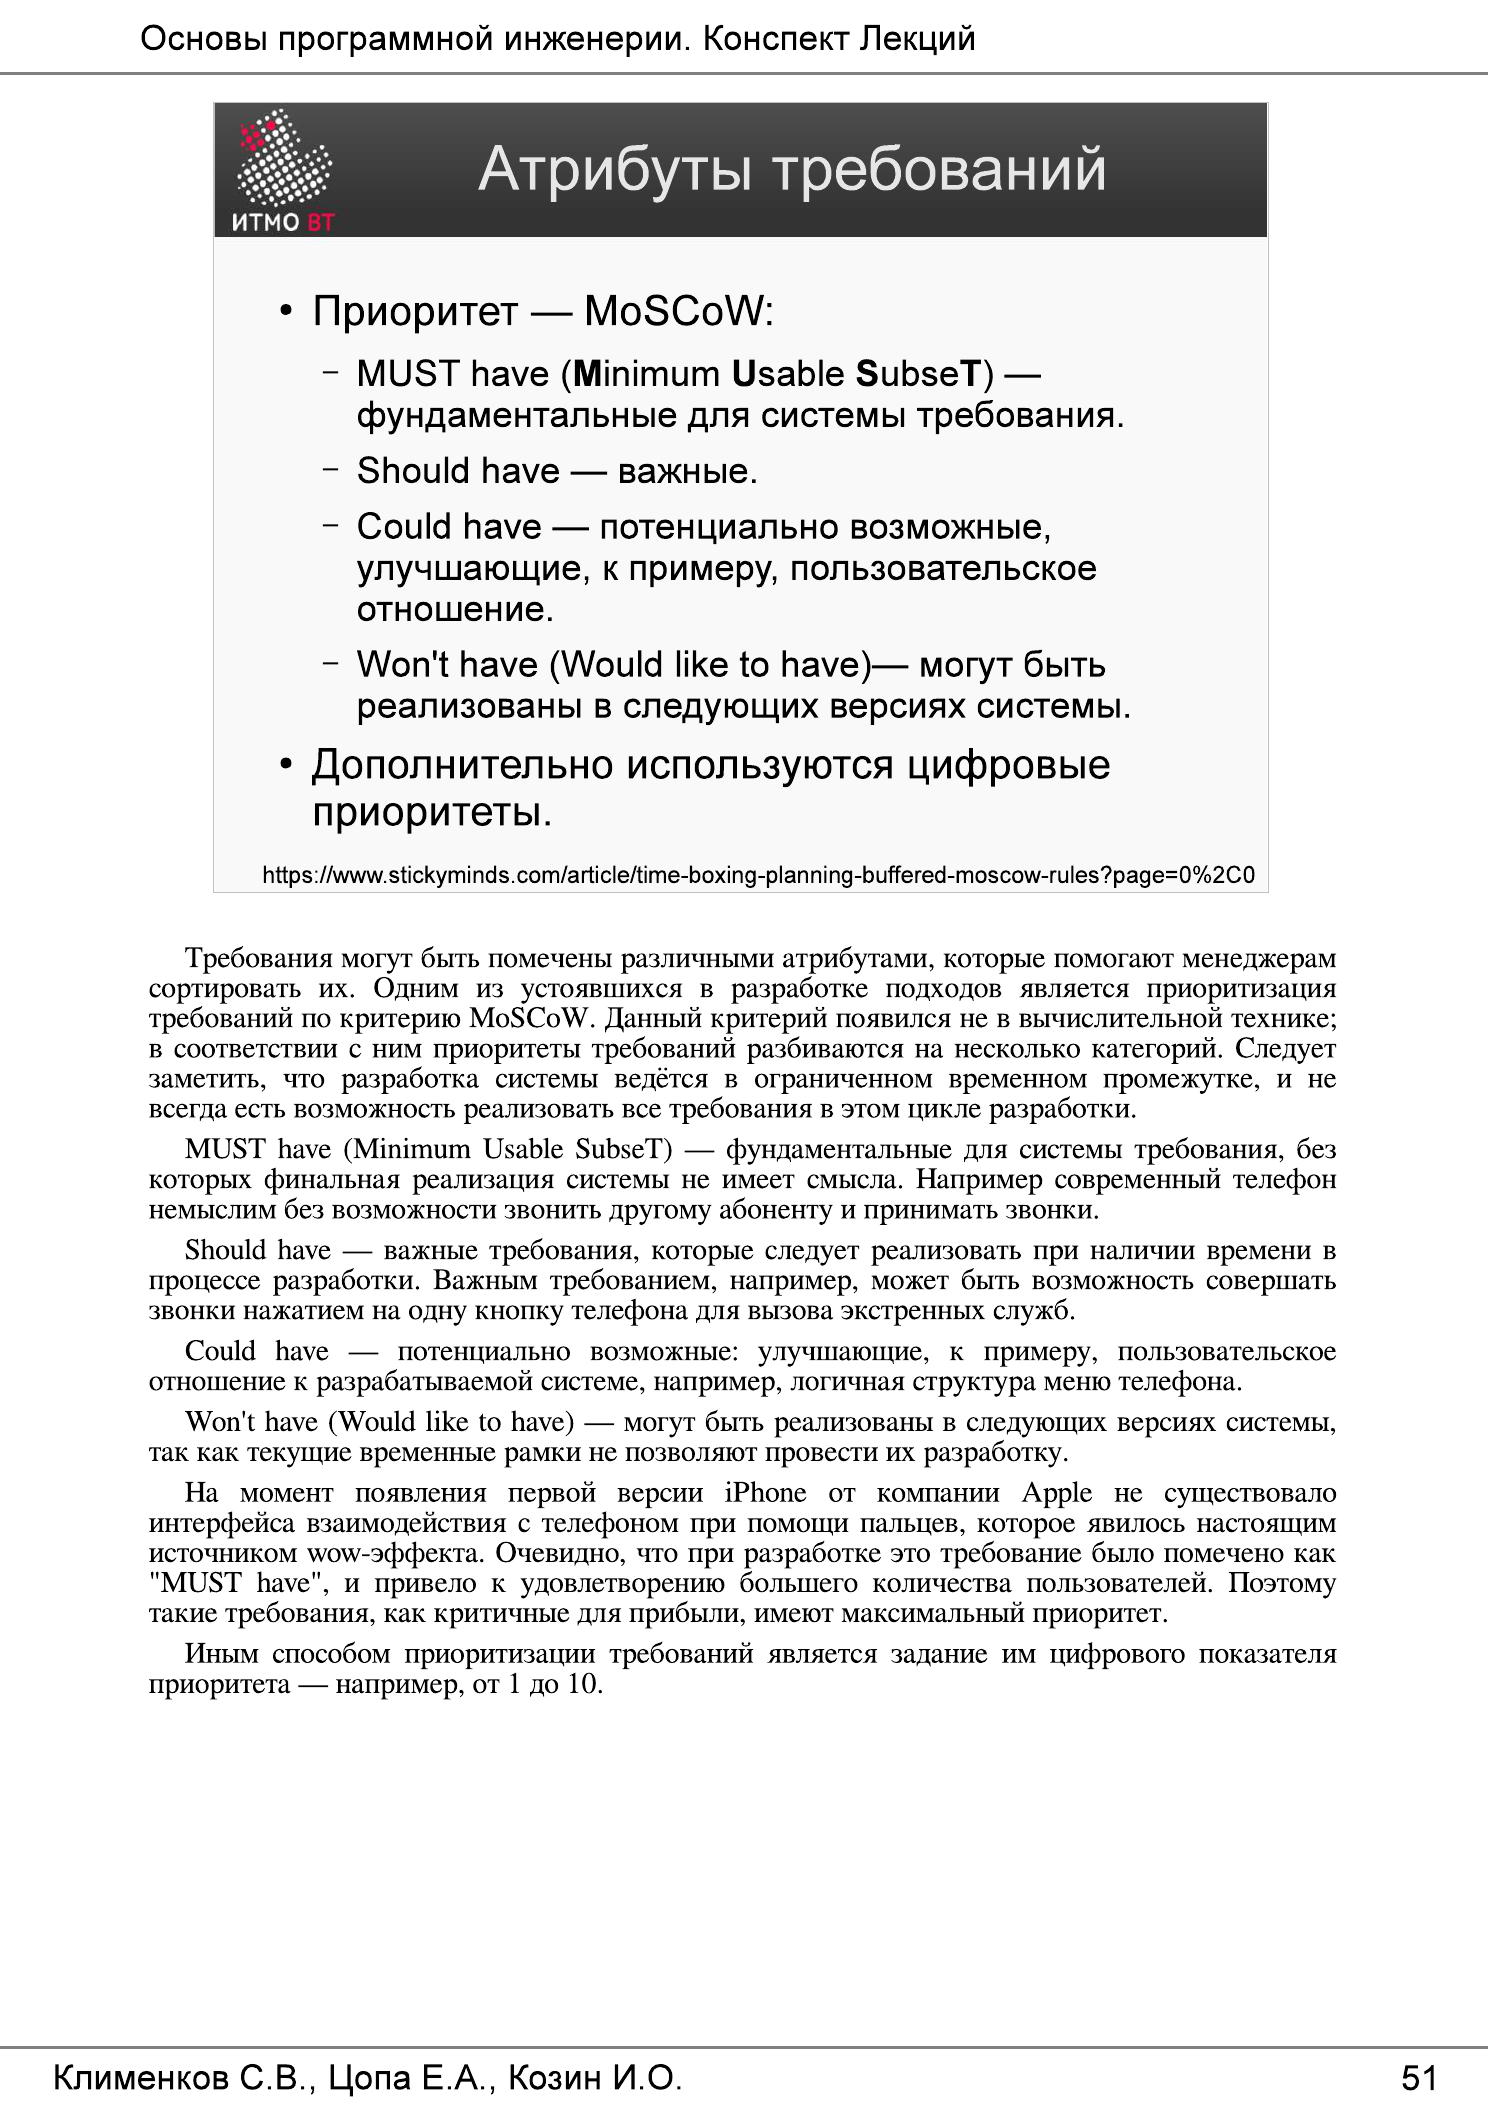 Основы программной инженерии. Конспект Лекций
ИТМО ВТ
Атрибуты требований
• Приоритет — MoSCoW:
– MUST have (Minimum Usable SubseT) —
фундаментальные для системы требования.
– Should have — важные.
– Could have — потенциально возможные,
улучшающие, к примеру, пользовательское
отношение.
– Won't have (Would like to have)— могут быть
реализованы в следующих версиях системы.
• Дополнительно используются цифровые
приоритеты.
https://www.stickyminds.com/article/time-boxing-planning-buffered-moscow-rules?page=0%2C0
Требования могут быть помечены различными атрибутами, которые помогают менеджерам
сортировать их. Одним из устоявшихся в разработке подходов является приоритизация
требований по критерию MoSCoW. Данный критерий появился не в вычислительной технике;
в соответствии с ним приоритеты требований разбиваются на несколько категорий. Следует
заметить, что разработка системы ведётся в ограниченном временном промежутке, и не
всегда есть возможность реализовать все требования в этом цикле разработки.
MUST have (Minimum Usable SubseT) — фундаментальные для системы требования, без
которых финальная реализация системы не имеет смысла. Например современный телефон
немыслим без возможности звонить другому абоненту и принимать звонки.
Should have — важные требования, которые следует реализовать при наличии времени в
процессе разработки. Важным требованием, например, может быть возможность совершать
звонки нажатием на одну кнопку телефона для вызова экстренных служб.
Could have — потенциально возможные: улучшающие, к примеру, пользовательское
отношение к разрабатываемой системе, например, логичная структура меню телефона.
Won't have (Would like to have) — могут быть реализованы в следующих версиях системы,
так как текущие временные рамки не позволяют провести их разработку.
На момент появления первой версии iPhone от компании Apple не существовало
интерфейса взаимодействия с телефоном при помощи пальцев, которое явилось настоящим
источником wow-эффекта. Очевидно, что при разработке это требование было помечено как
"MUST have", и привело к удовлетворению большего количества пользователей. Поэтому
такие требования, как критичные для прибыли, имеют максимальный приоритет.
Иным способом приоритизации требований является задание им цифрового показателя
приоритета — например, от 1 до 10.
Клименков С.В., Цопа Е.А., Козин И.О.
51